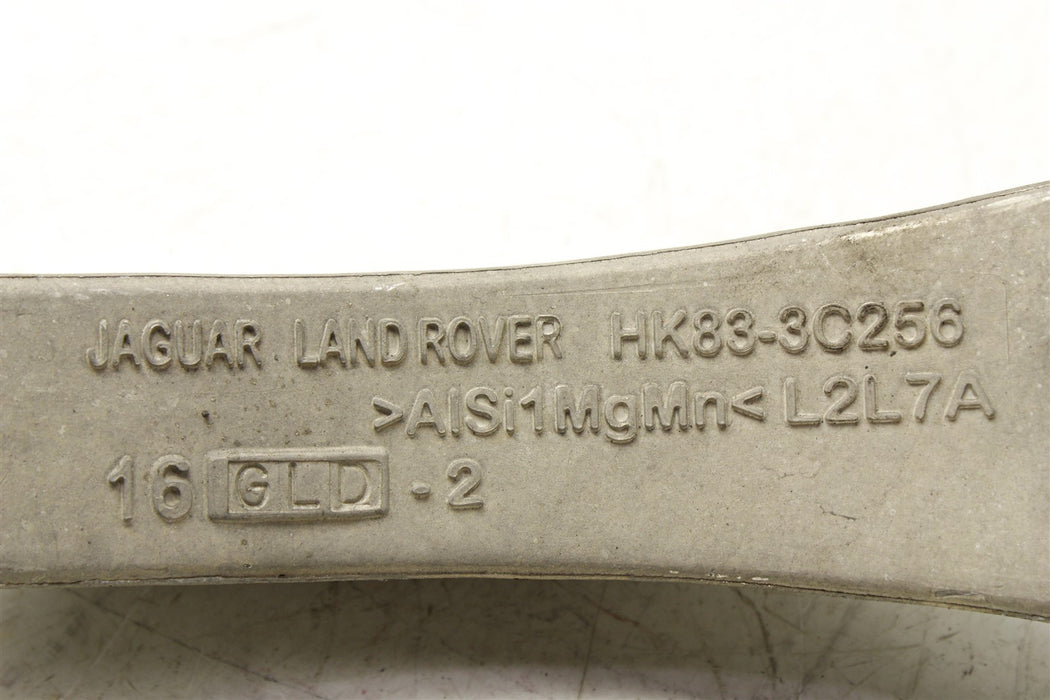 JAGUAR LAND ROVER HK83-3C256
>AlSi1MgMn< L2L7A
16 GLD -2